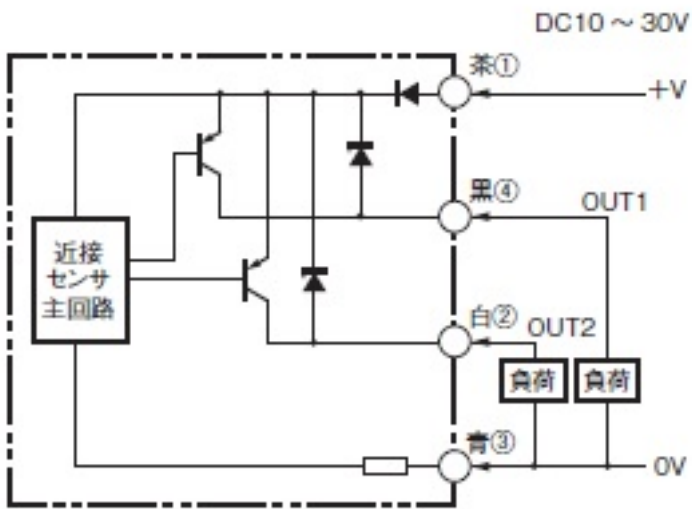 DC10 ～ 30V
茶①
+V
黒④
OUT1
近接
センサ
主回路
白②
OUT2
負荷
負荷
青③
0V